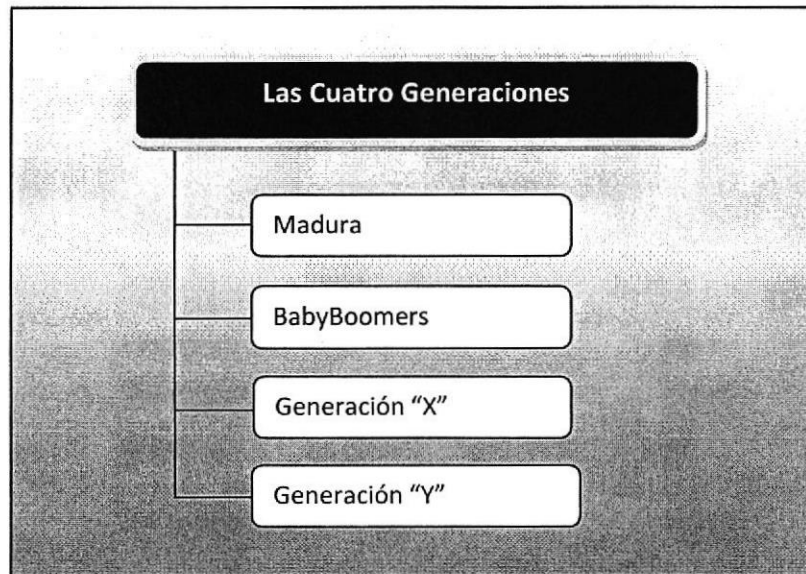 Las Cuatro Generaciones
Madura
BabyBoomers
Generación “X”
Generación “Y”